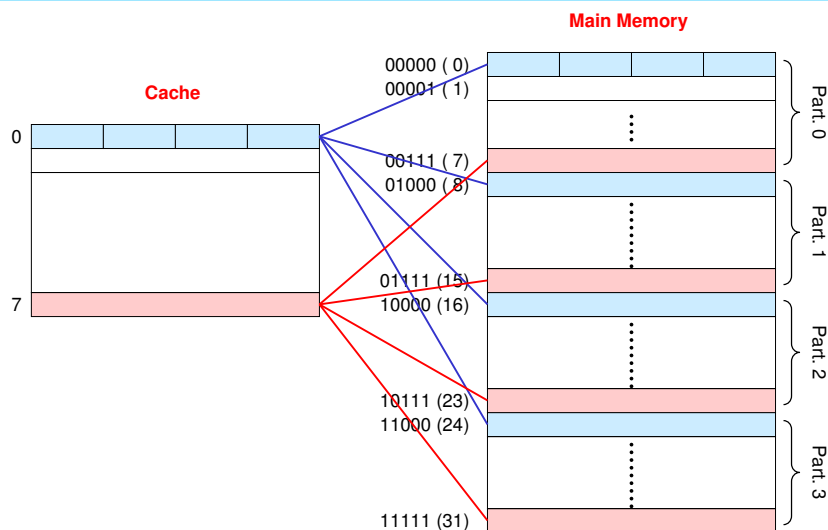 Main Memory
Cache
0
7
00000 ( 0)
00001 ( 1)
00111 ( 7)
01000 ( 8)
01111 (15)
10000 (16)
10111 (23)
11000 (24)
11111 (31)
Part. 0
Part. 1
Part. 2
Part. 3